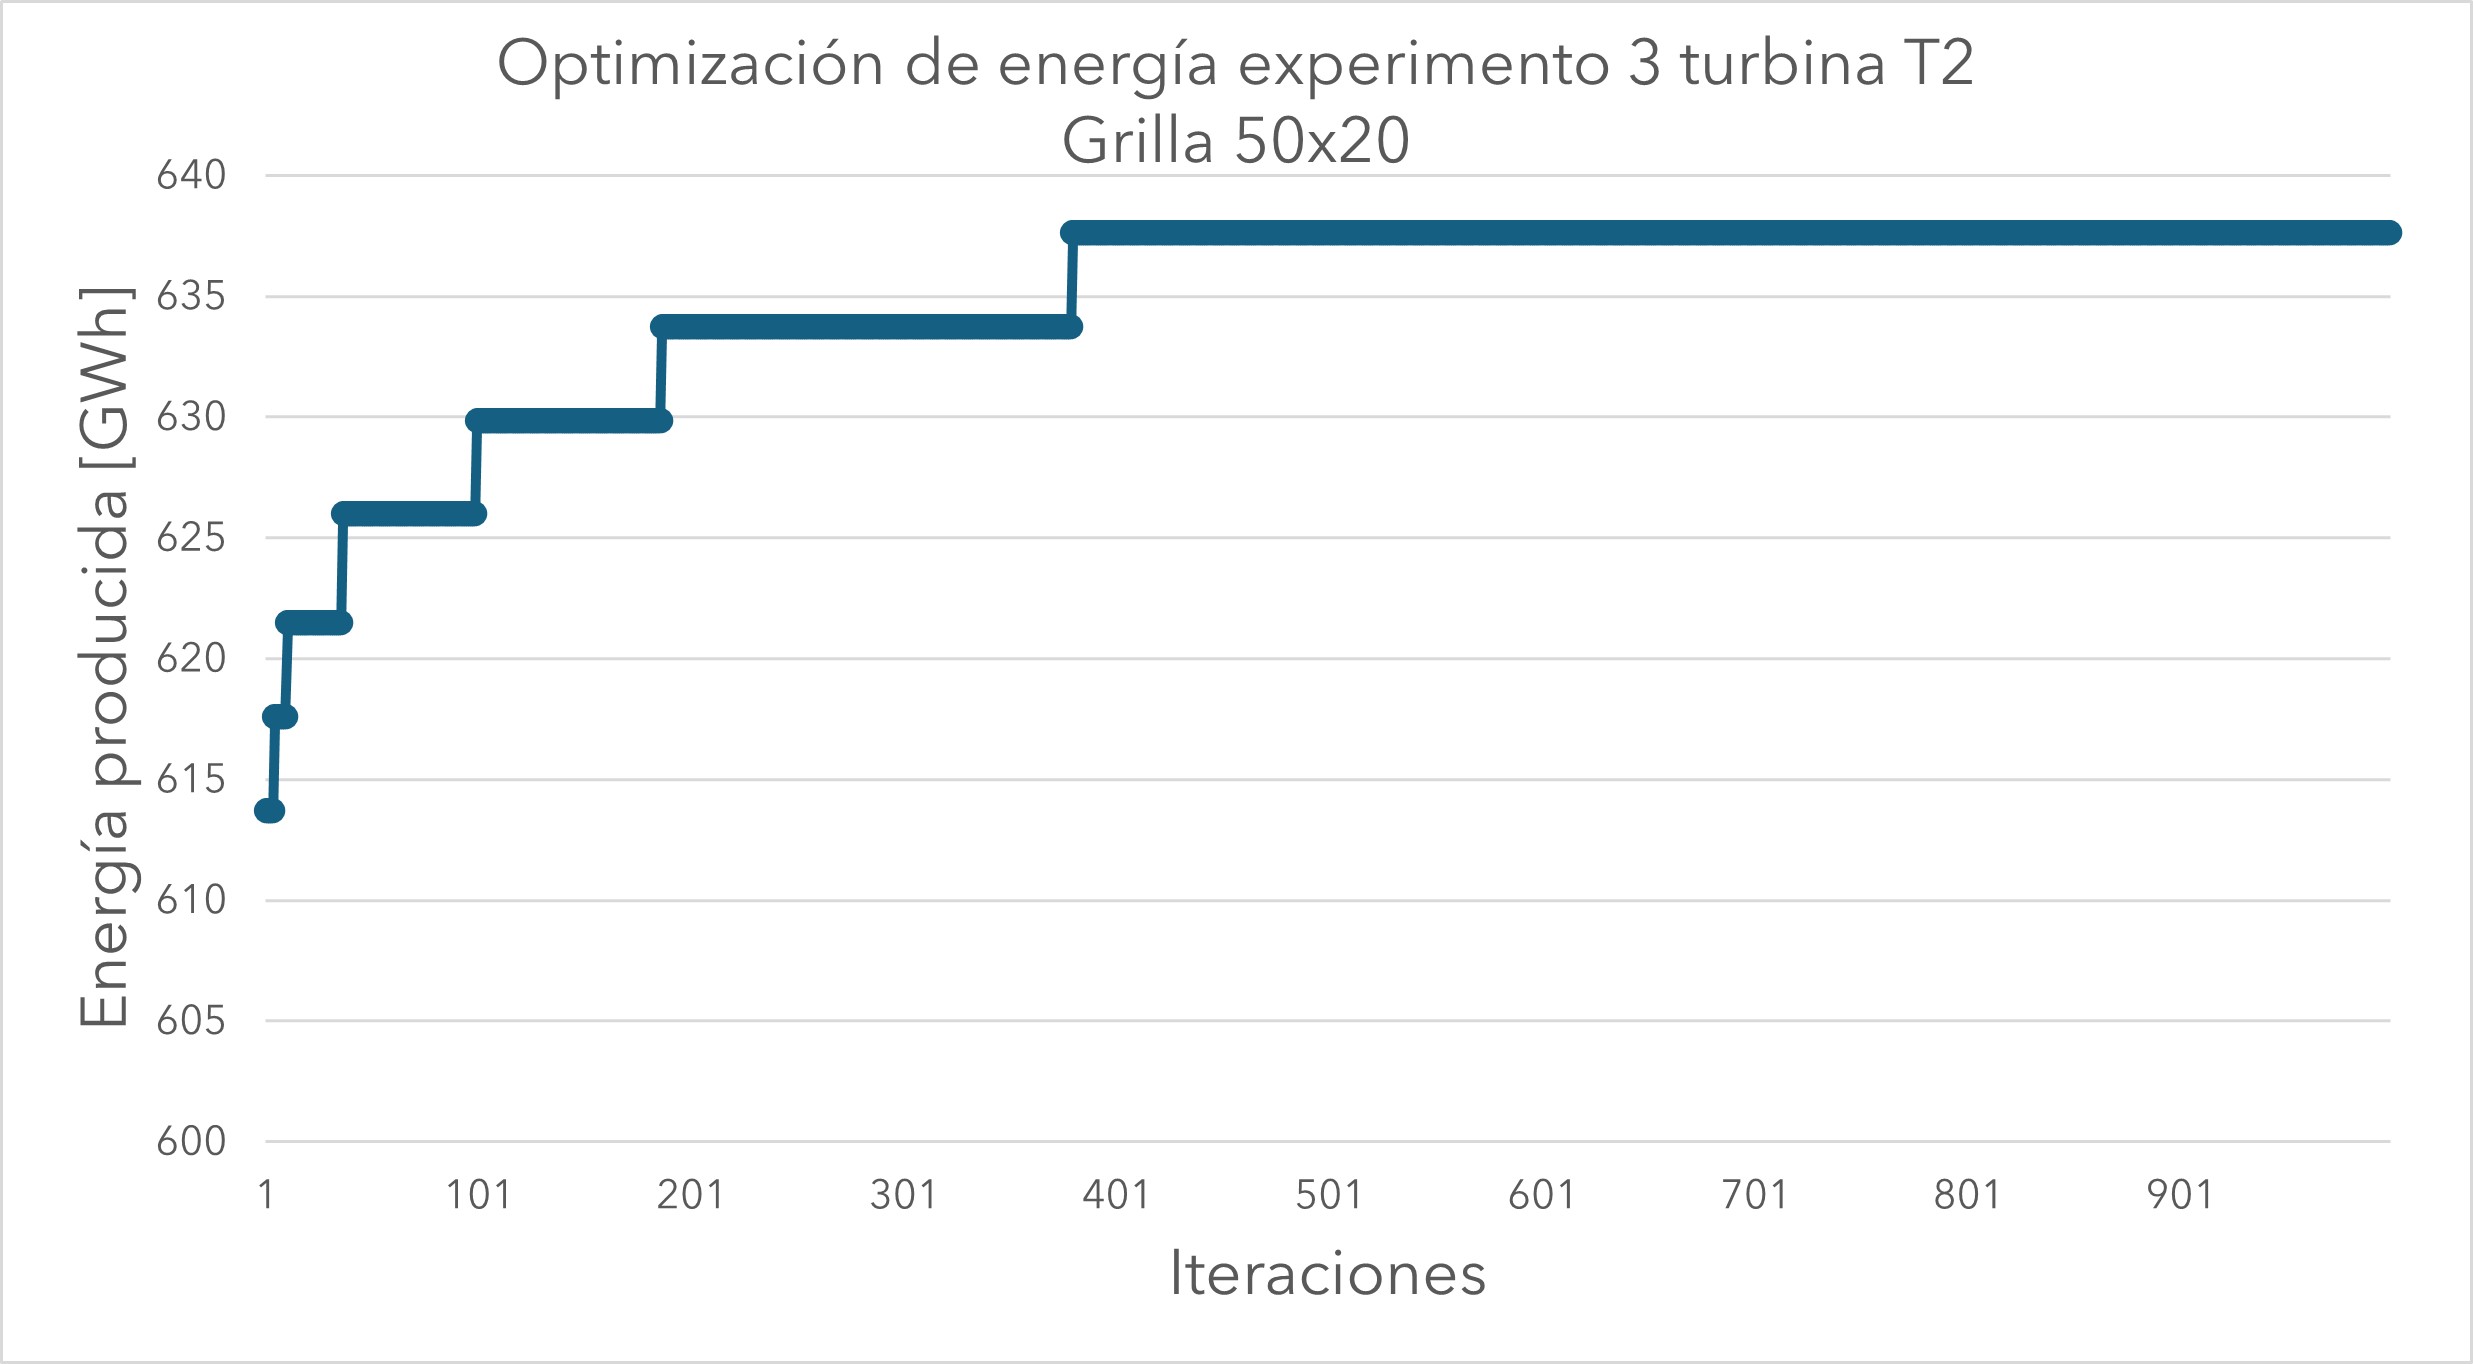 Optimización de energía experimento 3 turbina T2
Grilla 50x20
Energía producida [GWh]
640
635
630
625
620
615
610
605
600
1 101 201 301 401 501 601 701 801 901
Iteraciones